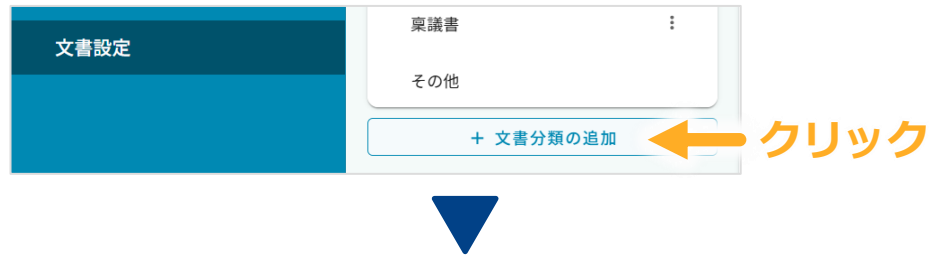 文書設定
稟議書
その他
+ 文書分類の追加
クリック